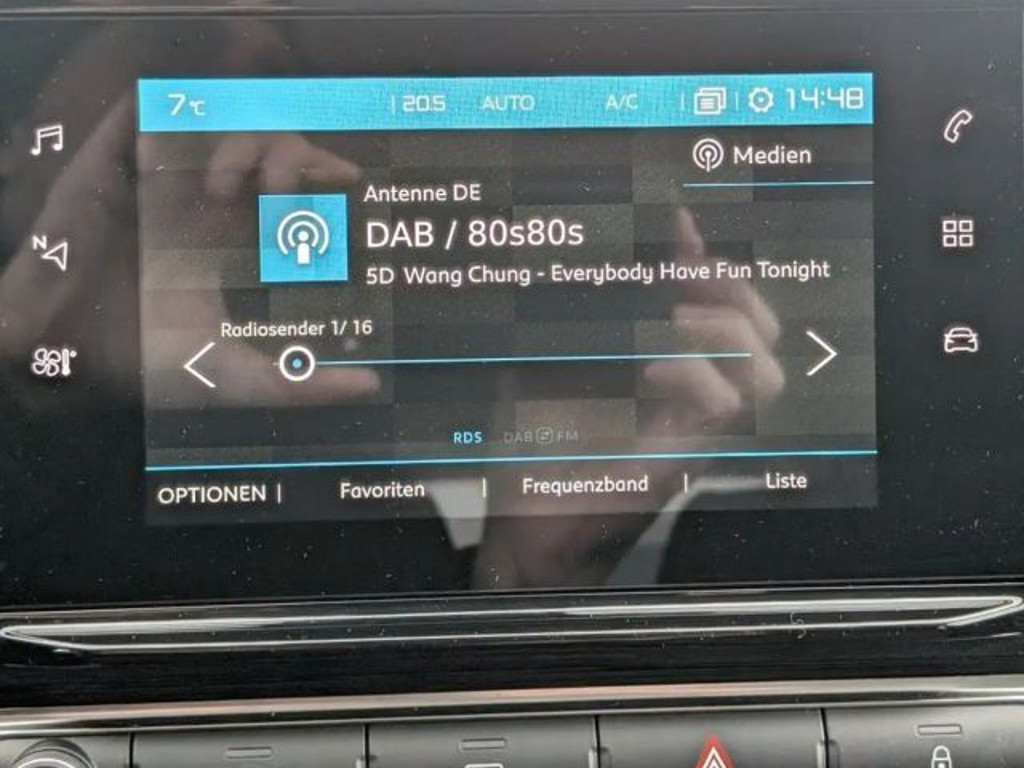 7°C | 20.5 AUTO A/C | | 14:48
Medien
Antenne DE
DAB / 80s80s
5D Wang Chung - Everybody Have Fun Tonight
Radiosender 1/ 16
RDS DAB FM
OPTIONEN | Favoriten | Frequenzband | Liste
N